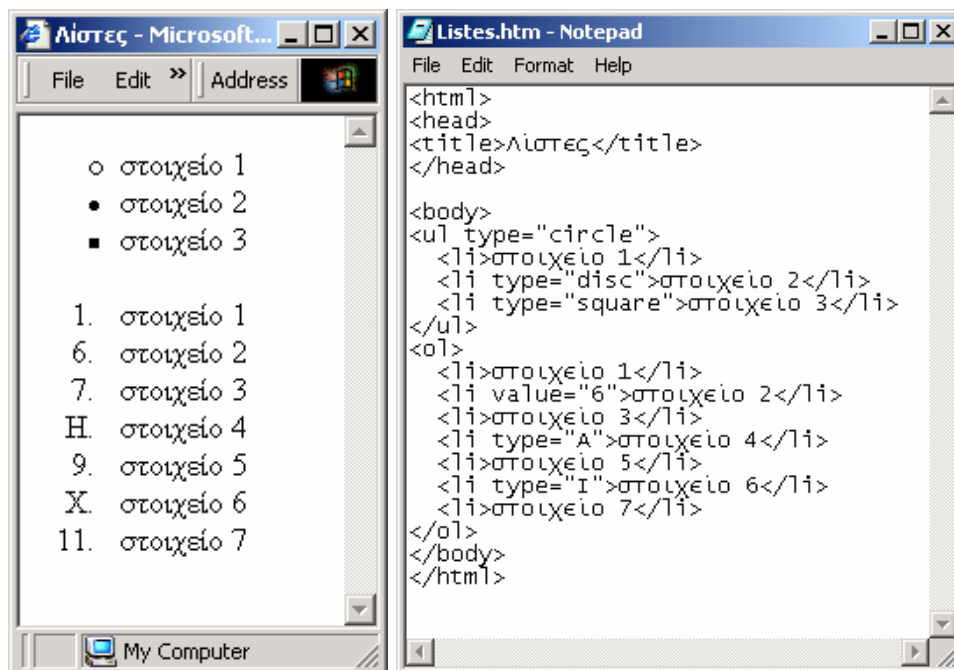 Λίστες - Microsoft...
File Edit » Address
○ στοιχείο 1
● στοιχείο 2
■ στοιχείο 3
1. στοιχείο 1
6. στοιχείο 2
7. στοιχείο 3
H. στοιχείο 4
9. στοιχείο 5
X. στοιχείο 6
11. στοιχείο 7
My Computer
Listes.htm - Notepad
File Edit Format Help
<html>
<head>
<title>Λίστες</title>
</head>
<body>
<ul type="circle">
<li>στοιχείο 1</li>
<li type="disc">στοιχείο 2</li>
<li type="square">στοιχείο 3</li>
</ul>
<ol>
<li>στοιχείο 1</li>
<li value="6">στοιχείο 2</li>
<li>στοιχείο 3</li>
<li type="A">στοιχείο 4</li>
<li>στοιχείο 5</li>
<li type="I">στοιχείο 6</li>
<li>στοιχείο 7</li>
</ol>
</body>
</html>